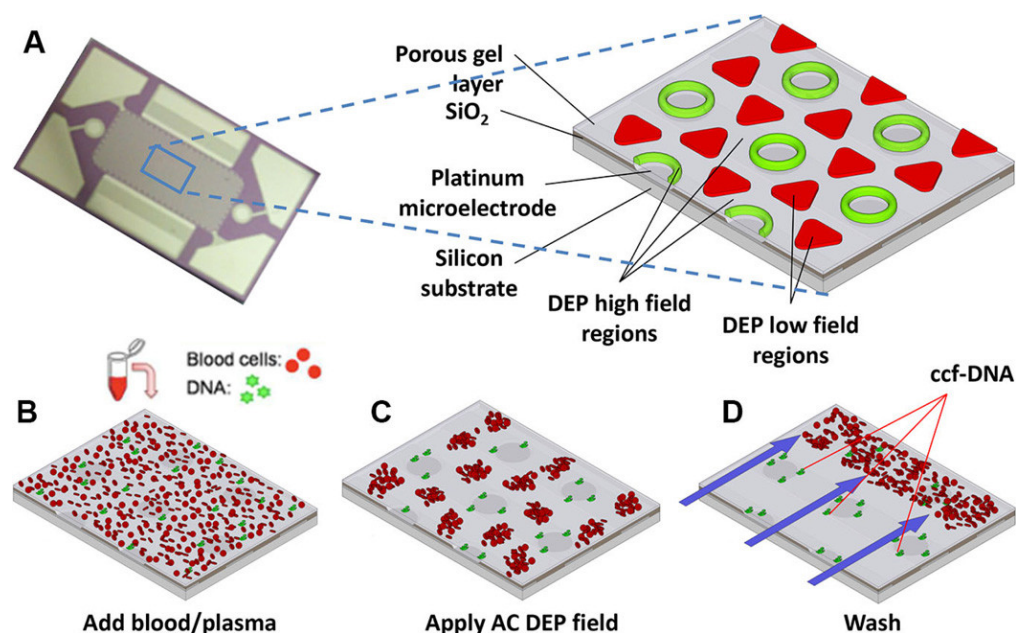 A
Porous gel
layer
SiO₂
Platinum
microelectrode
Silicon
substrate
DEP high field
regions
DEP low field
regions
Blood cells:
DNA:
ccf-DNA
B
C
D
Add blood/plasma
Apply AC DEP field
Wash